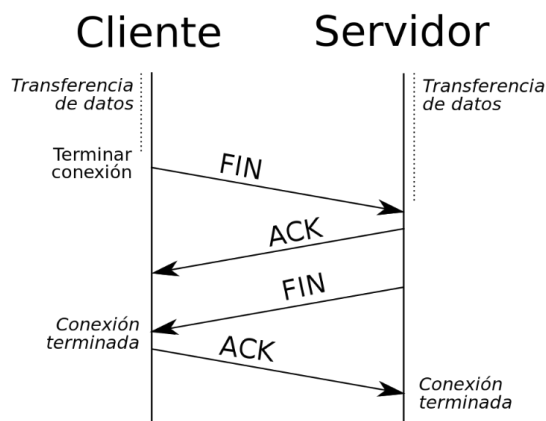 Cliente
Servidor
Transferencia
de datos
Transferencia
de datos
Terminar
conexión
FIN
ACK
FIN
Conexión
terminada
ACK
Conexión
terminada